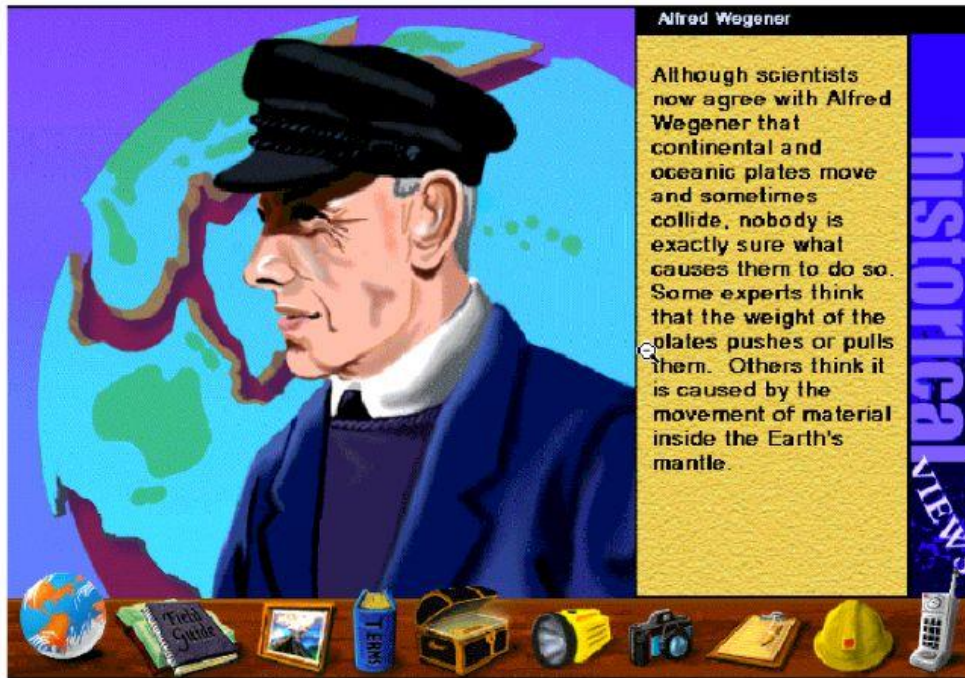 Alfred Wegener
Although scientists
now agree with Alfred
Wegener that
continental and
oceanic plates move
and sometimes
collide, nobody is
exactly sure what
causes them to do so.
Some experts think
that the weight of the
plates pushes or pulls
them. Others think it
is caused by the
movement of material
inside the Earth's
mantle.
historical
VIEWS
Field
Guide
TERMS